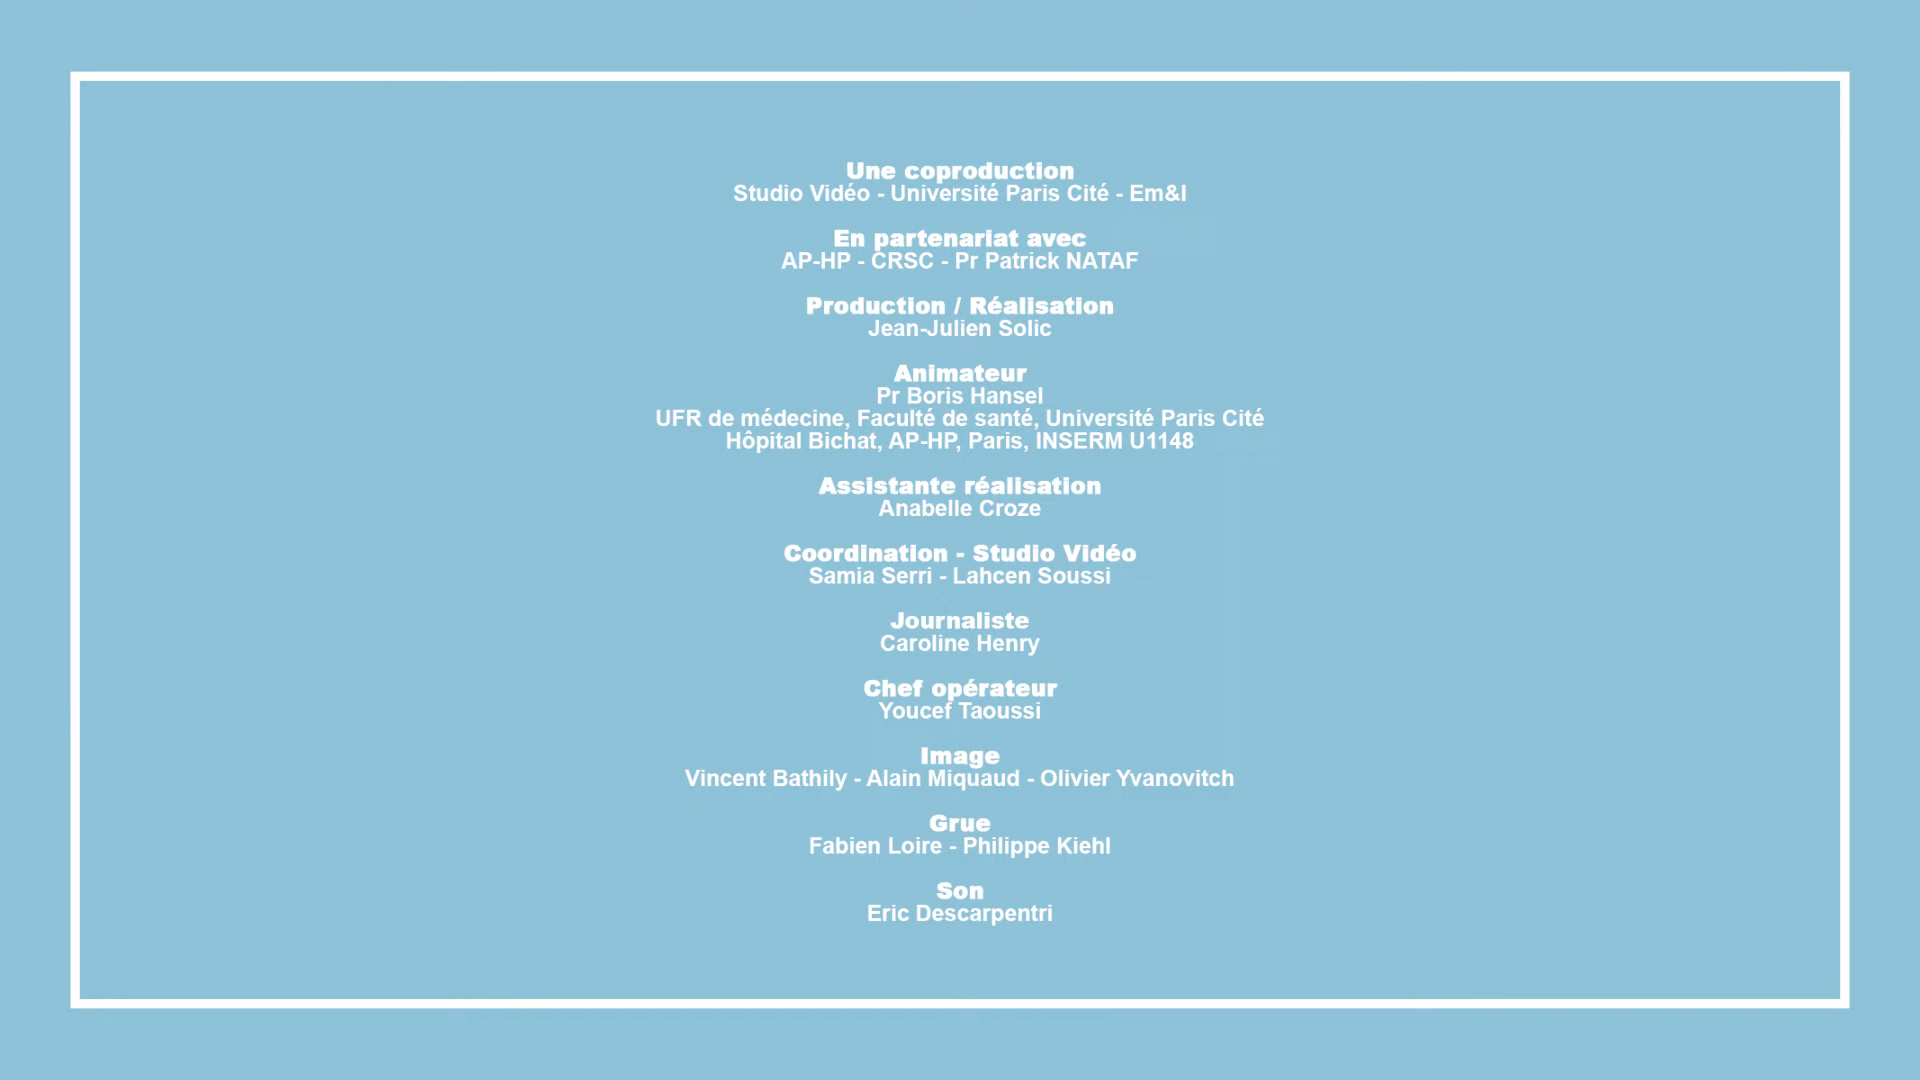 Une coproduction
Studio Vidéo - Université Paris Cité - Em&I
En partenariat avec
AP-HP - CRSC - Pr Patrick NATAF
Production / Réalisation
Jean-Julien Solic
Animateur
Pr Boris Hansel
UFR de médecine, Faculté de santé, Université Paris Cité
Hôpital Bichat, AP-HP, Paris, INSERM U1148
Assistante réalisation
Anabelle Croze
Coordination - Studio Vidéo
Samia Serri - Lahcen Soussi
Journaliste
Caroline Henry
Chef opérateur
Youcef Taoussi
Image
Vincent Bathily - Alain Miquaud - Olivier Yvanovitch
Grue
Fabien Loire - Philippe Kiehl
Son
Eric Descarpentri